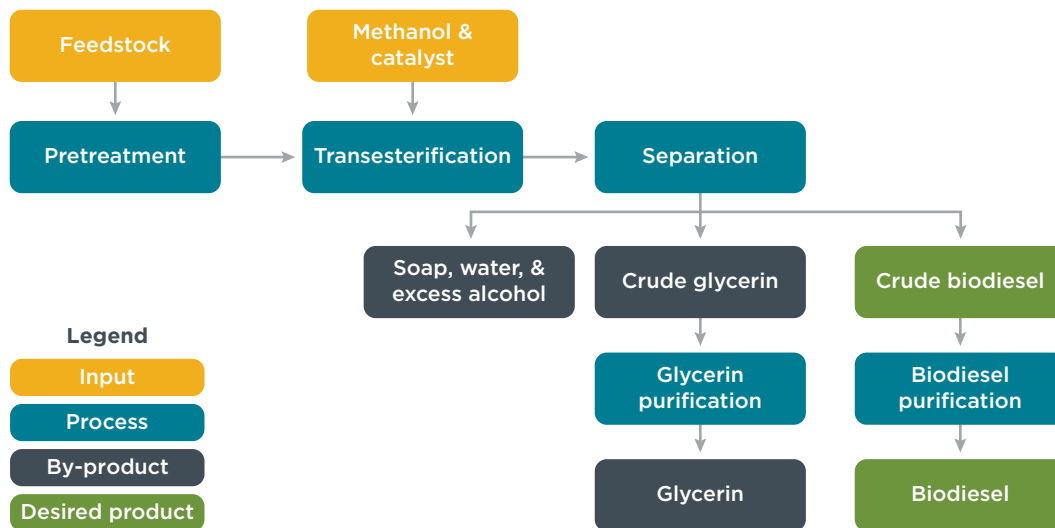 Feedstock
Methanol &
catalyst
Pretreatment
Transesterification
Separation
Soap, water, &
excess alcohol
Crude glycerin
Crude biodiesel
Legend
Input
Process
By-product
Desired product
Glycerin
purification
Biodiesel
purification
Glycerin
Biodiesel